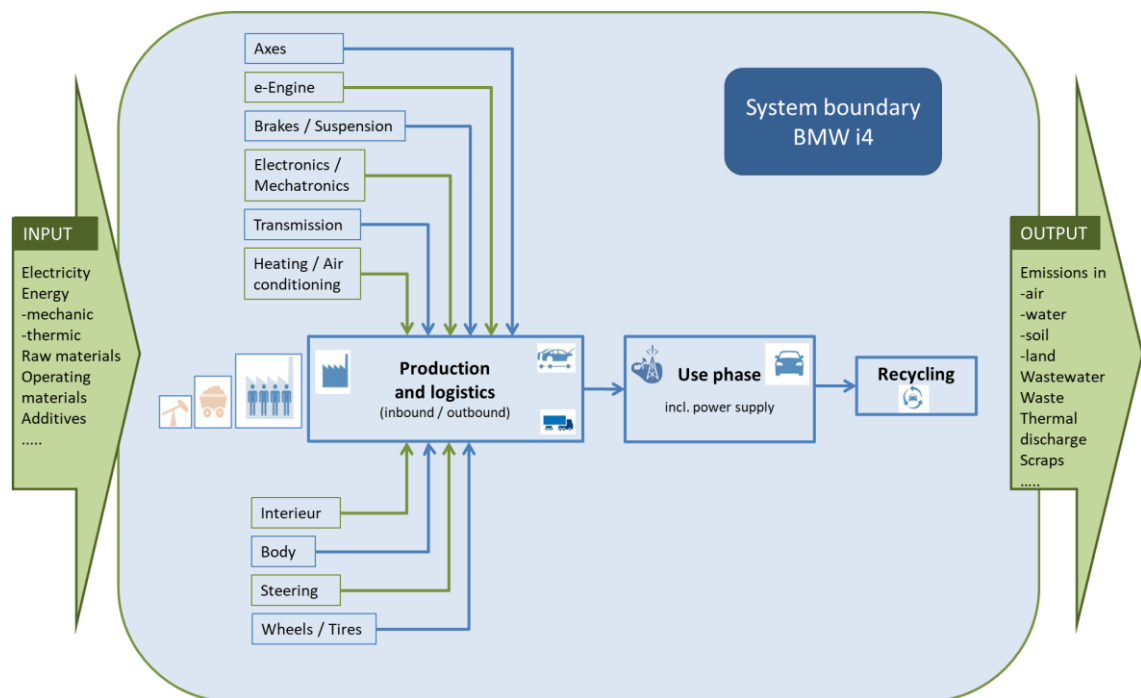 System boundary
BMW i4
INPUT
Electricity
Energy
-mechanic
-thermic
Raw materials
Operating
materials
Additives
.....
Axes
e-Engine
Brakes / Suspension
Electronics /
Mechatronics
Transmission
Heating / Air
conditioning
Production
and logistics
(inbound / outbound)
Use phase
incl. power supply
Recycling
Interieur
Body
Steering
Wheels / Tires
OUTPUT
Emissions in
-air
-water
-soil
-land
Wastewater
Waste
Thermal
discharge
Scraps
.....